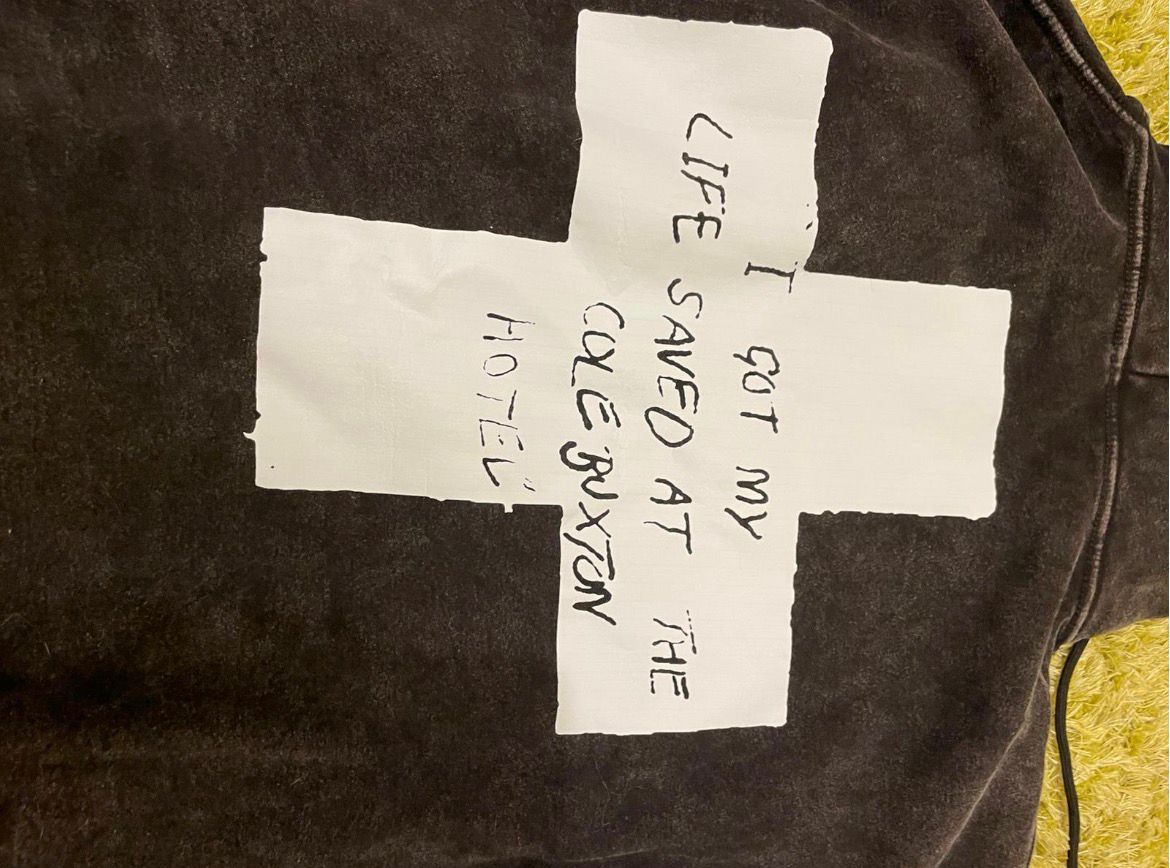 I GOT MY
LIFE SAVED AT THE
COLE BUXTON
HOTEL"